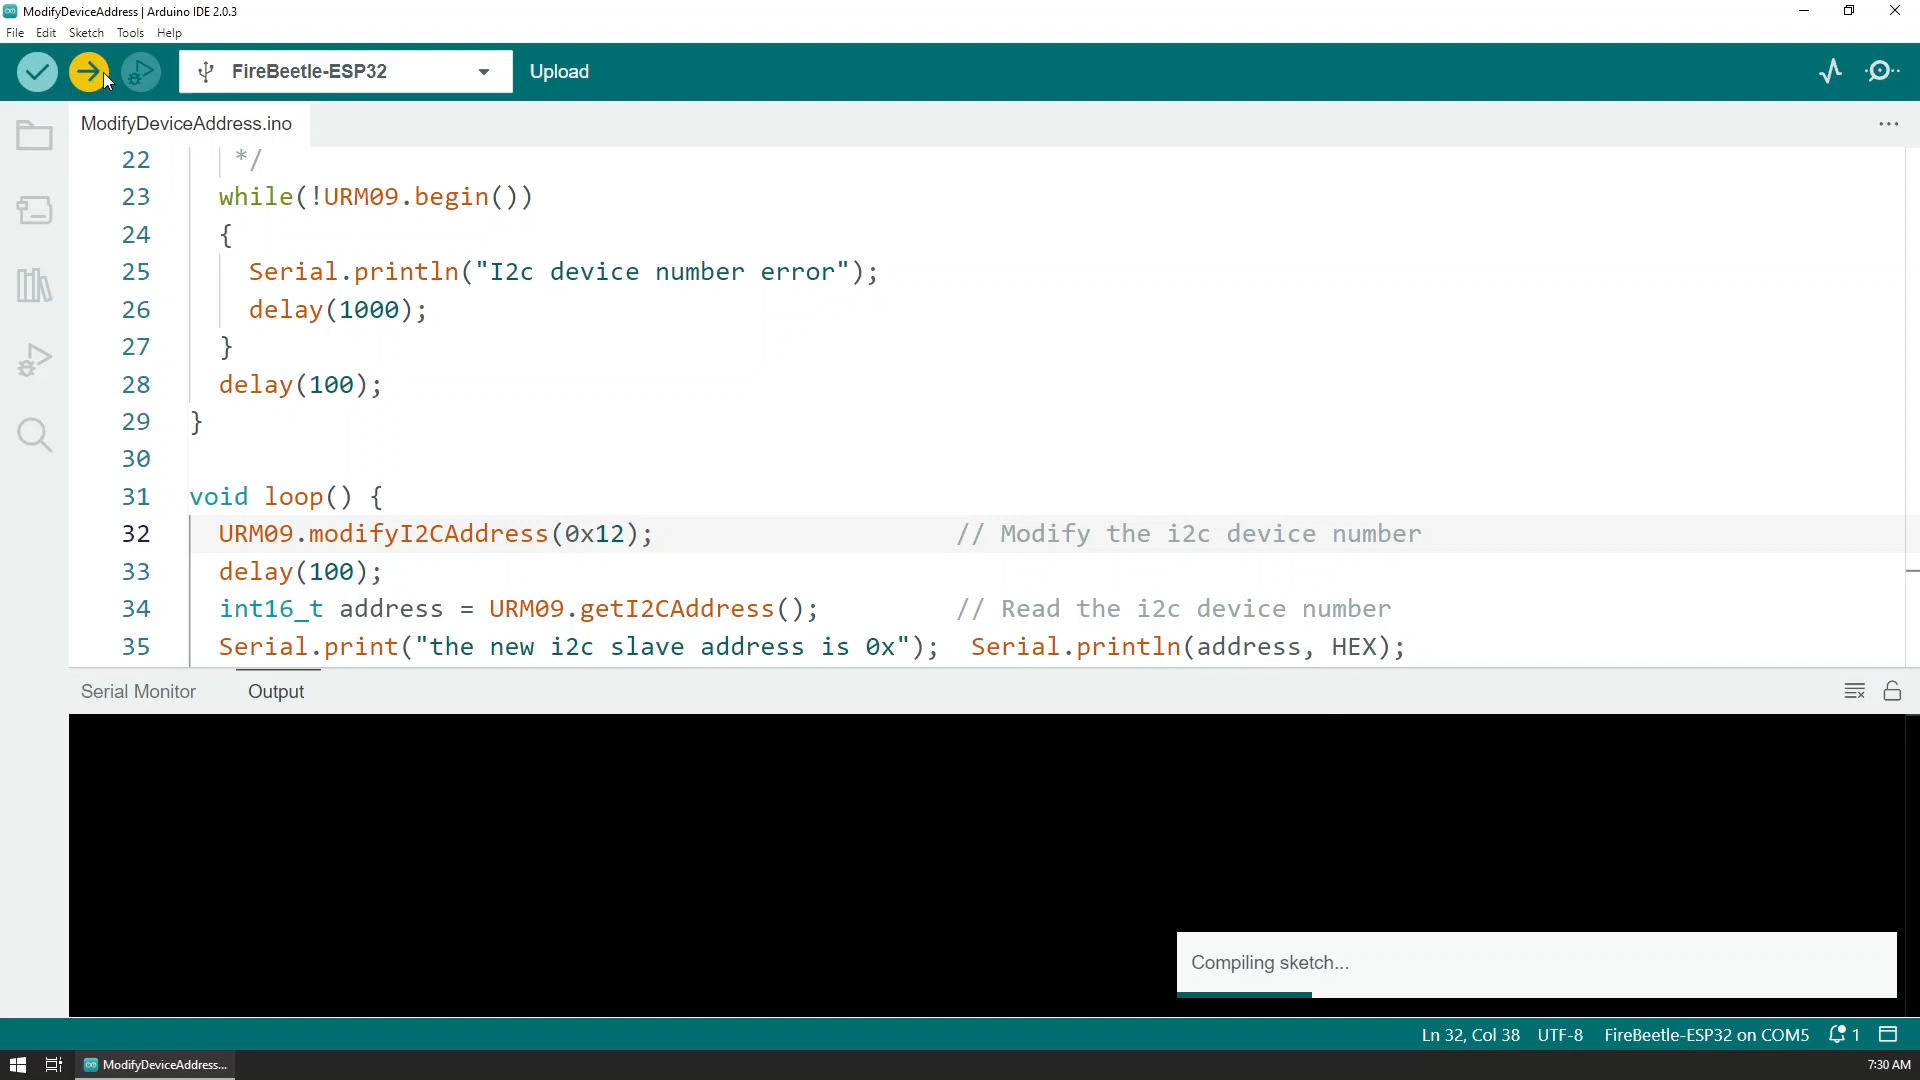 ModifyDeviceAddress | Arduino IDE 2.0.3
File Edit Sketch Tools Help
FireBeetle-ESP32 Upload
ModifyDeviceAddress.ino
22 */
23 while(!URM09.begin())
24 {
25 Serial.println("I2c device number error");
26 delay(1000);
27 }
28 delay(100);
29 }
30
31 void loop() {
32 URM09.modifyI2CAddress(0x12); // Modify the i2c device number
33 delay(100);
34 int16_t address = URM09.getI2CAddress(); // Read the i2c device number
35 Serial.print("the new i2c slave address is 0x"); Serial.println(address, HEX);
Serial Monitor Output
Compiling sketch...
Ln 32, Col 38 UTF-8 FireBeetle-ESP32 on COM5 1
ModifyDeviceAddress... 7:30 AM